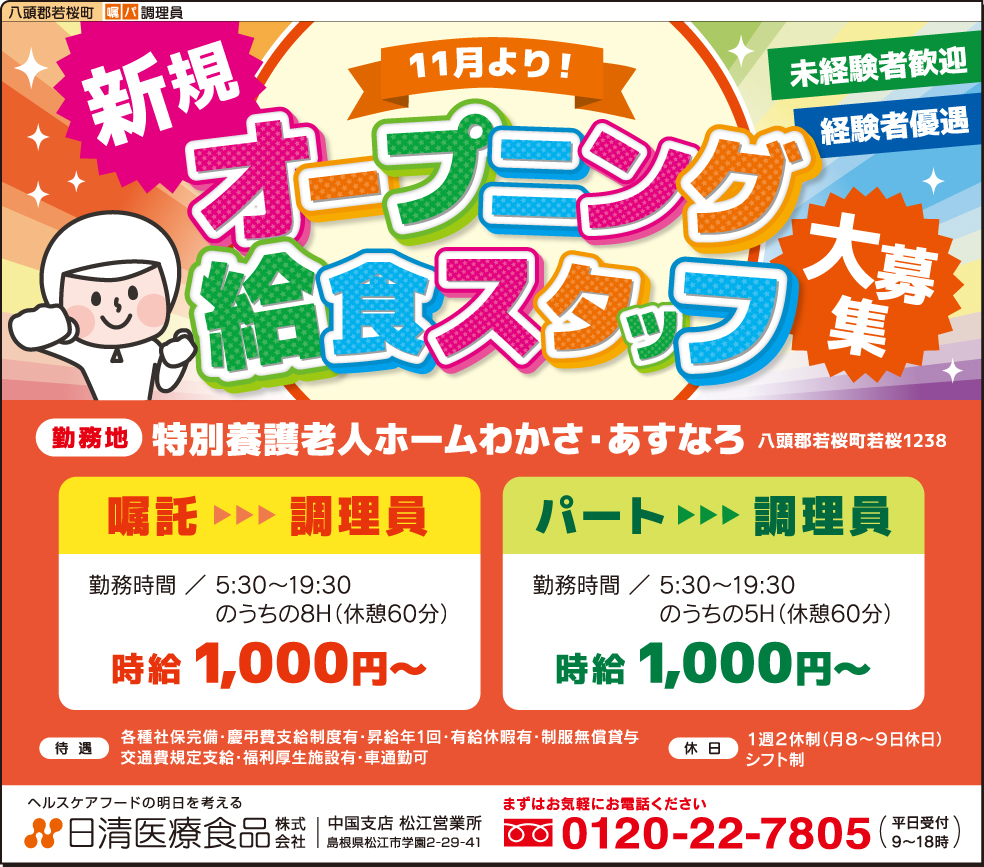 八頭郡若桜町 嘱 パ 調理員
新規
11月より!
未経験者歓迎
経験者優遇
オープニング
給食スタッフ
大募集
勤務地 特別養護老人ホームわかさ・あすなろ 八頭郡若桜町若桜1238
嘱託 調理員
勤務時間 / 5:30〜19:30
のうちの8H(休憩60分)
時給 1,000円〜
パート 調理員
勤務時間 / 5:30〜19:30
のうちの5H(休憩60分)
時給 1,000円〜
待遇 各種社保完備・慶弔費支給制度有・昇給年1回・有給休暇有・制服無償貸与
交通費規定支給・福利厚生施設有・車通勤可
休日 1週2休制(月8〜9日休日)
シフト制
ヘルスケアフードの明日を考える
日清医療食品 株式会社
中国支店 松江営業所
島根県松江市学園2-29-41
まずはお気軽にお電話ください
0120-22-7805 (平日受付 9〜18時)